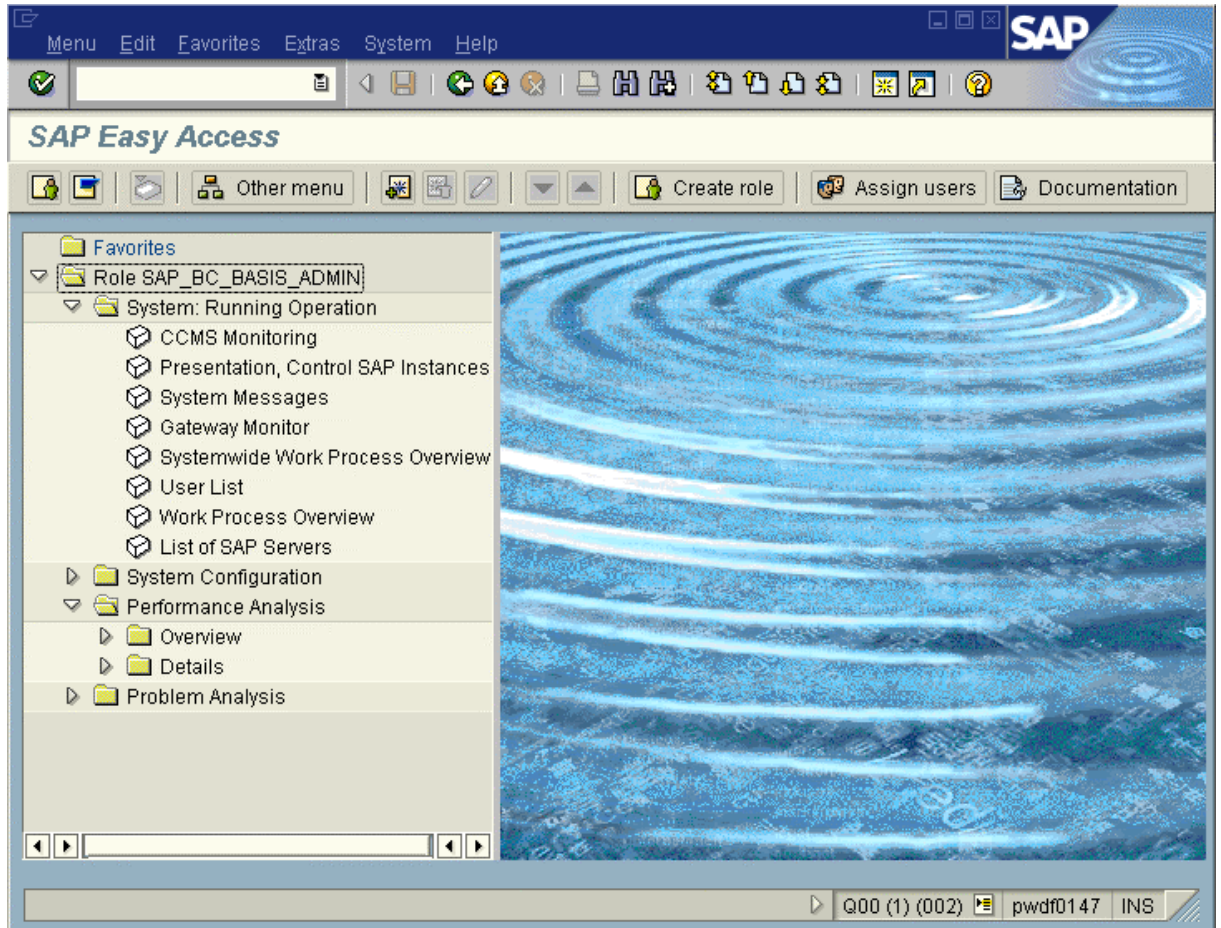 Menu Edit Favorites Extras System Help
SAP
SAP Easy Access
Other menu Create role Assign users Documentation
Favorites
Role SAP_BC_BASIS_ADMIN
System: Running Operation
CCMS Monitoring
Presentation, Control SAP Instances
System Messages
Gateway Monitor
Systemwide Work Process Overview
User List
Work Process Overview
List of SAP Servers
System Configuration
Performance Analysis
Overview
Details
Problem Analysis
Q00 (1) (002) pwdf0147 INS